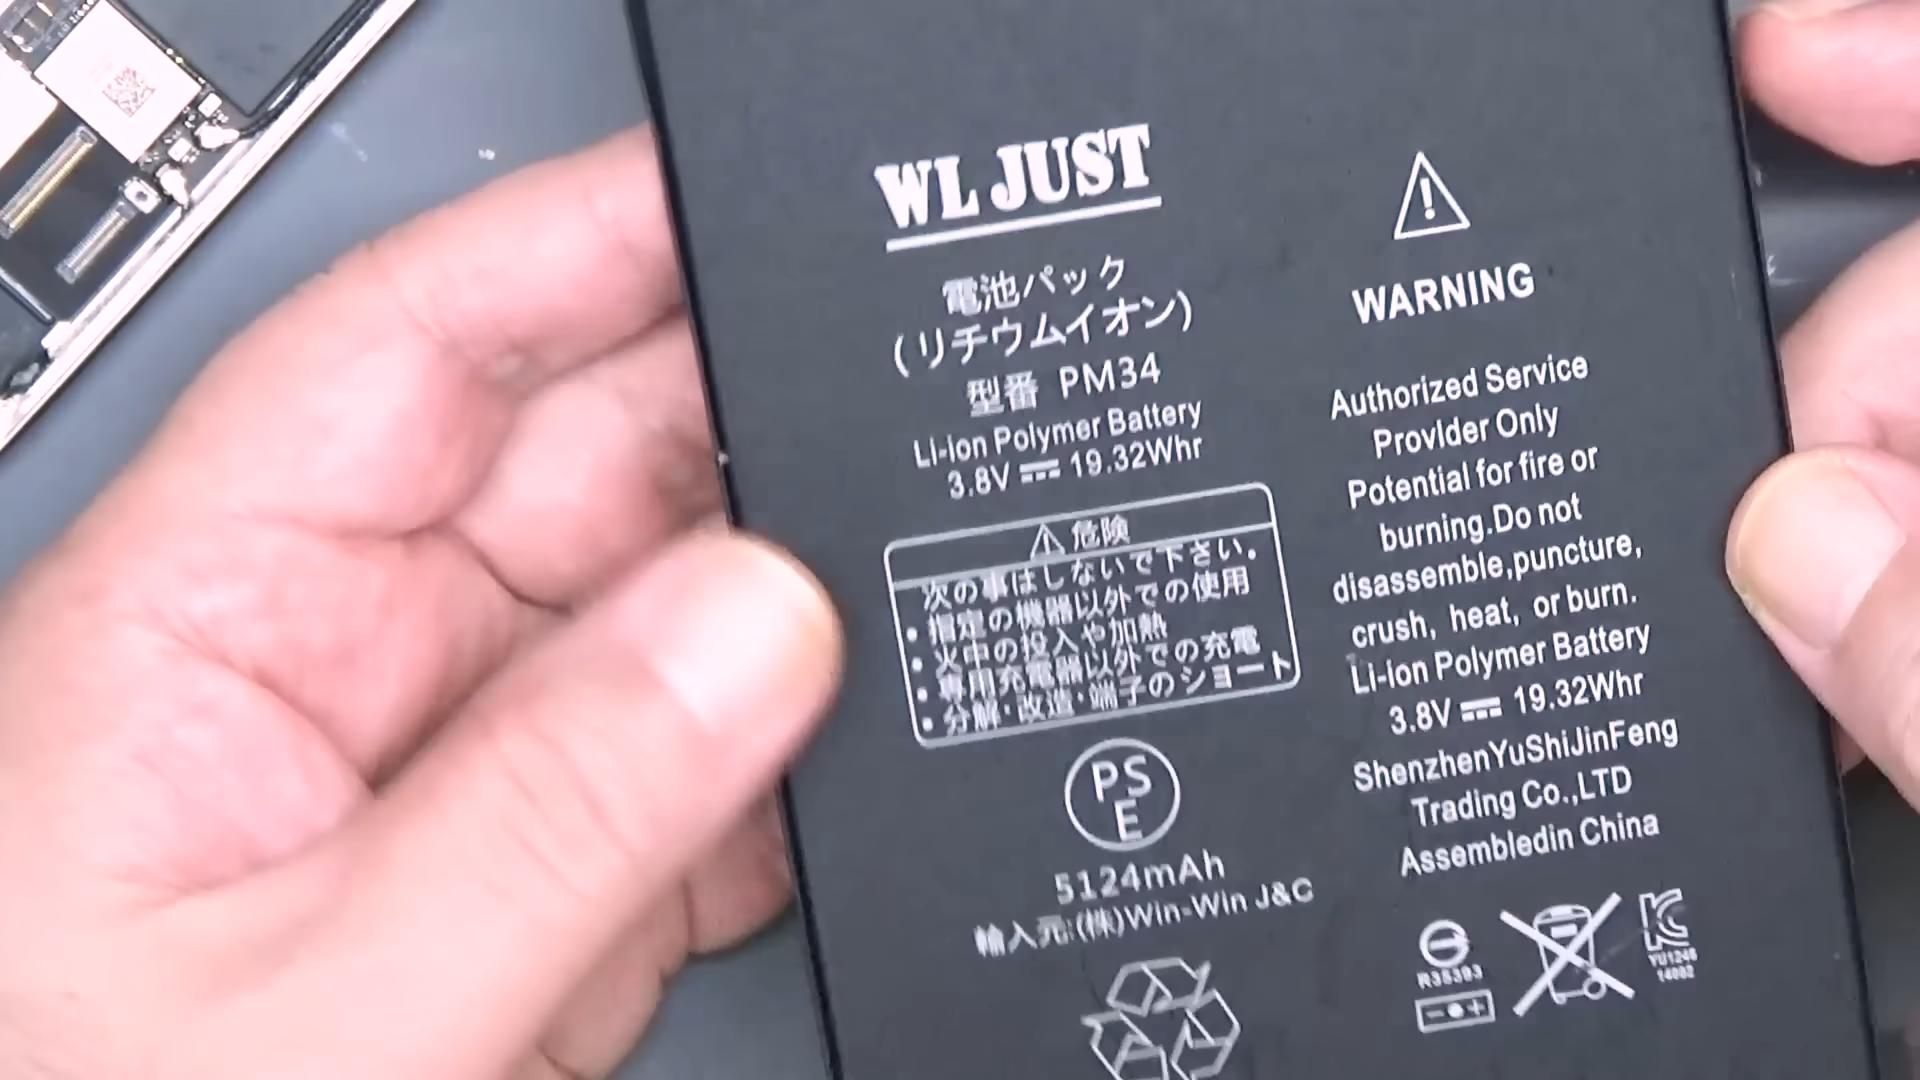 WL JUST
電池パック
(リチウムイオン)
型番 PM34
Li-ion Polymer Battery
3.8V 19.32Whr
危険
次の事はしないで下さい。
・指定の機器以外での使用
・火中の投入や加熱
・専用充電器以外での充電
・分解・改造・端子のショート
PSE
5124mAh
輸入元:(株)Win-Win J&C
WARNING
Authorized Service
Provider Only
Potential for fire or
burning.Do not
disassemble,puncture,
crush, heat, or burn.
Li-ion Polymer Battery
3.8V 19.32Whr
ShenzhenYuShiJinFeng
Trading Co.,LTD
Assembledin China
R35393